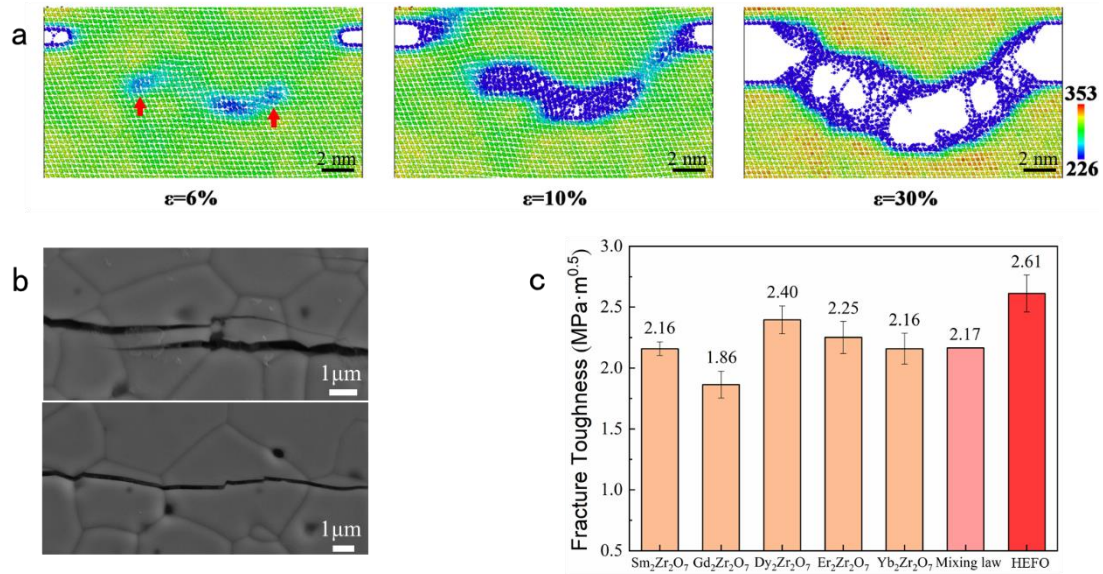 a
2 nm
2 nm
2 nm
353
226
ε=6%
ε=10%
ε=30%
b
1μm
1μm
c
Fracture Toughness (MPa·m^0.5)
3.0
2.5
2.0
1.5
1.0
0.5
2.16
1.86
2.40
2.25
2.16
2.17
2.61
Sm₂Zr₂O₇ Gd₂Zr₂O₇ Dy₂Zr₂O₇ Er₂Zr₂O₇ Yb₂Zr₂O₇ Mixing law HEFO